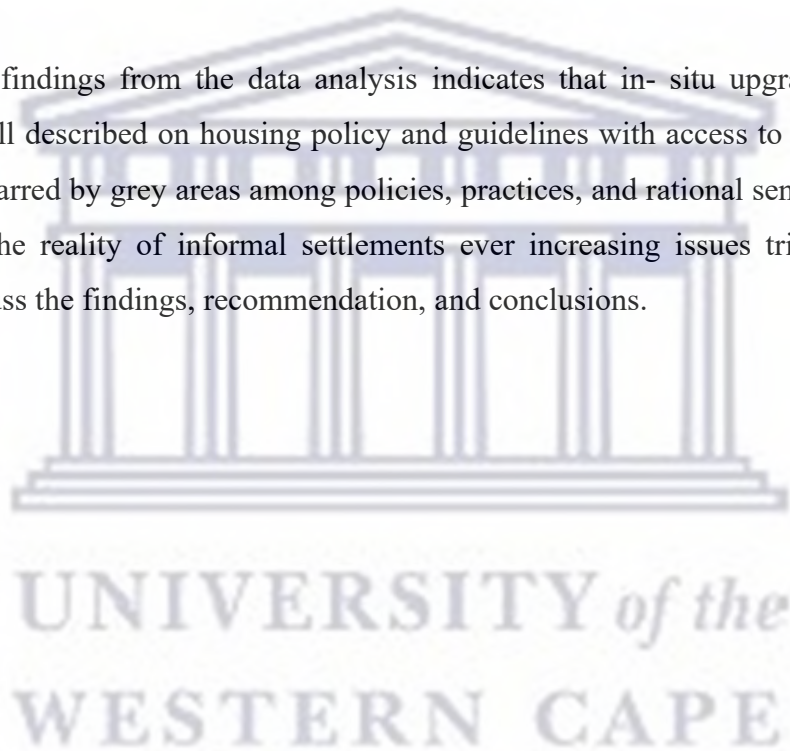 findings from the data analysis indicates that in- situ upgra
ll described on housing policy and guidelines with access to
arred by grey areas among policies, practices, and rational sen
he reality of informal settlements ever increasing issues tri
ss the findings, recommendation, and conclusions.
UNIVERSITY of the
WESTERN CAPE